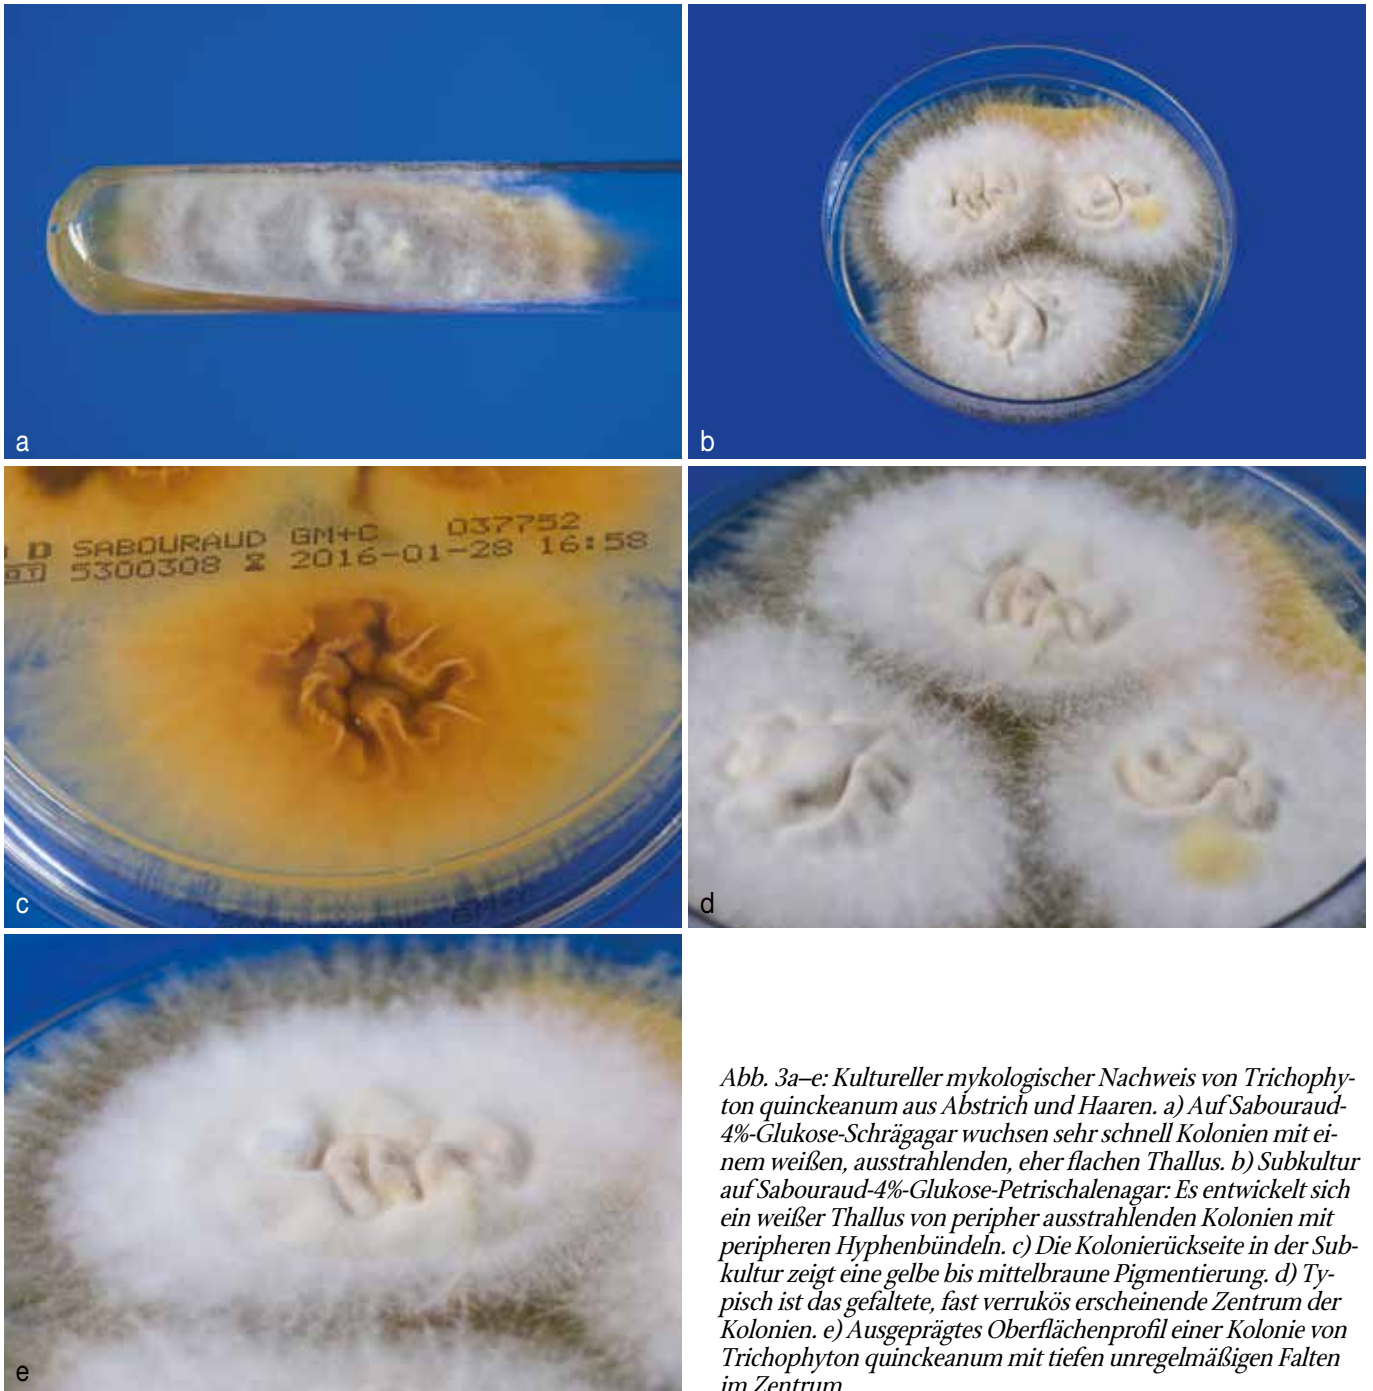 a
b
D SABOURAUD GM+C 037752
5300308 2016-01-28 16:58
c
d
e
Abb. 3a–e: Kultureller mykologischer Nachweis von Trichophy-
ton quinckeanum aus Abstrich und Haaren. a) Auf Sabouraud-
4%-Glukose-Schrägagar wuchsen sehr schnell Kolonien mit ei-
nem weißen, ausstrahlenden, eher flachen Thallus. b) Subkultur
auf Sabouraud-4%-Glukose-Petrischalenagar: Es entwickelt sich
ein weißer Thallus von peripher ausstrahlenden Kolonien mit
peripheren Hyphenbündeln. c) Die Kolonierückseite in der Sub-
kultur zeigt eine gelbe bis mittelbraune Pigmentierung. d) Ty-
pisch ist das gefaltete, fast verrukös erscheinende Zentrum der
Kolonien. e) Ausgeprägtes Oberflächenprofil einer Kolonie von
Trichophyton quinckeanum mit tiefen unregelmäßigen Falten
im Zentrum